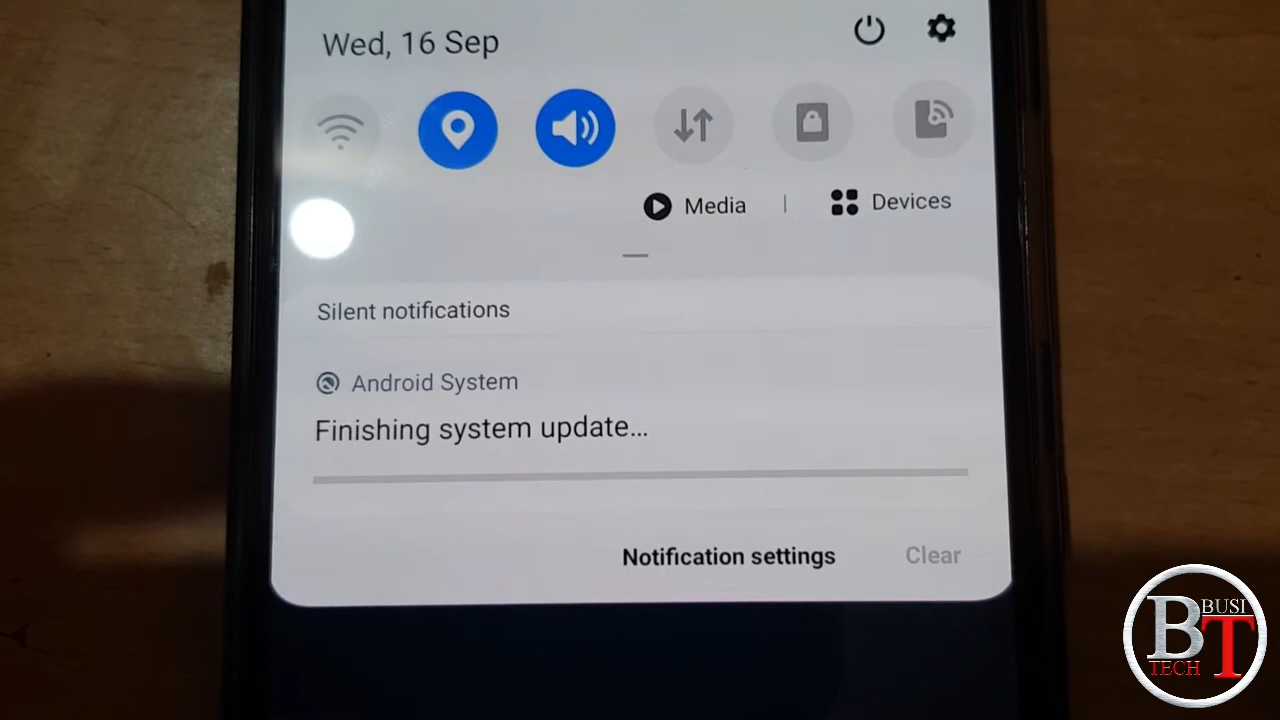 Wed, 16 Sep
Media | Devices
Silent notifications
Android System
Finishing system update...
Notification settings Clear
BUSI
BT
TECH